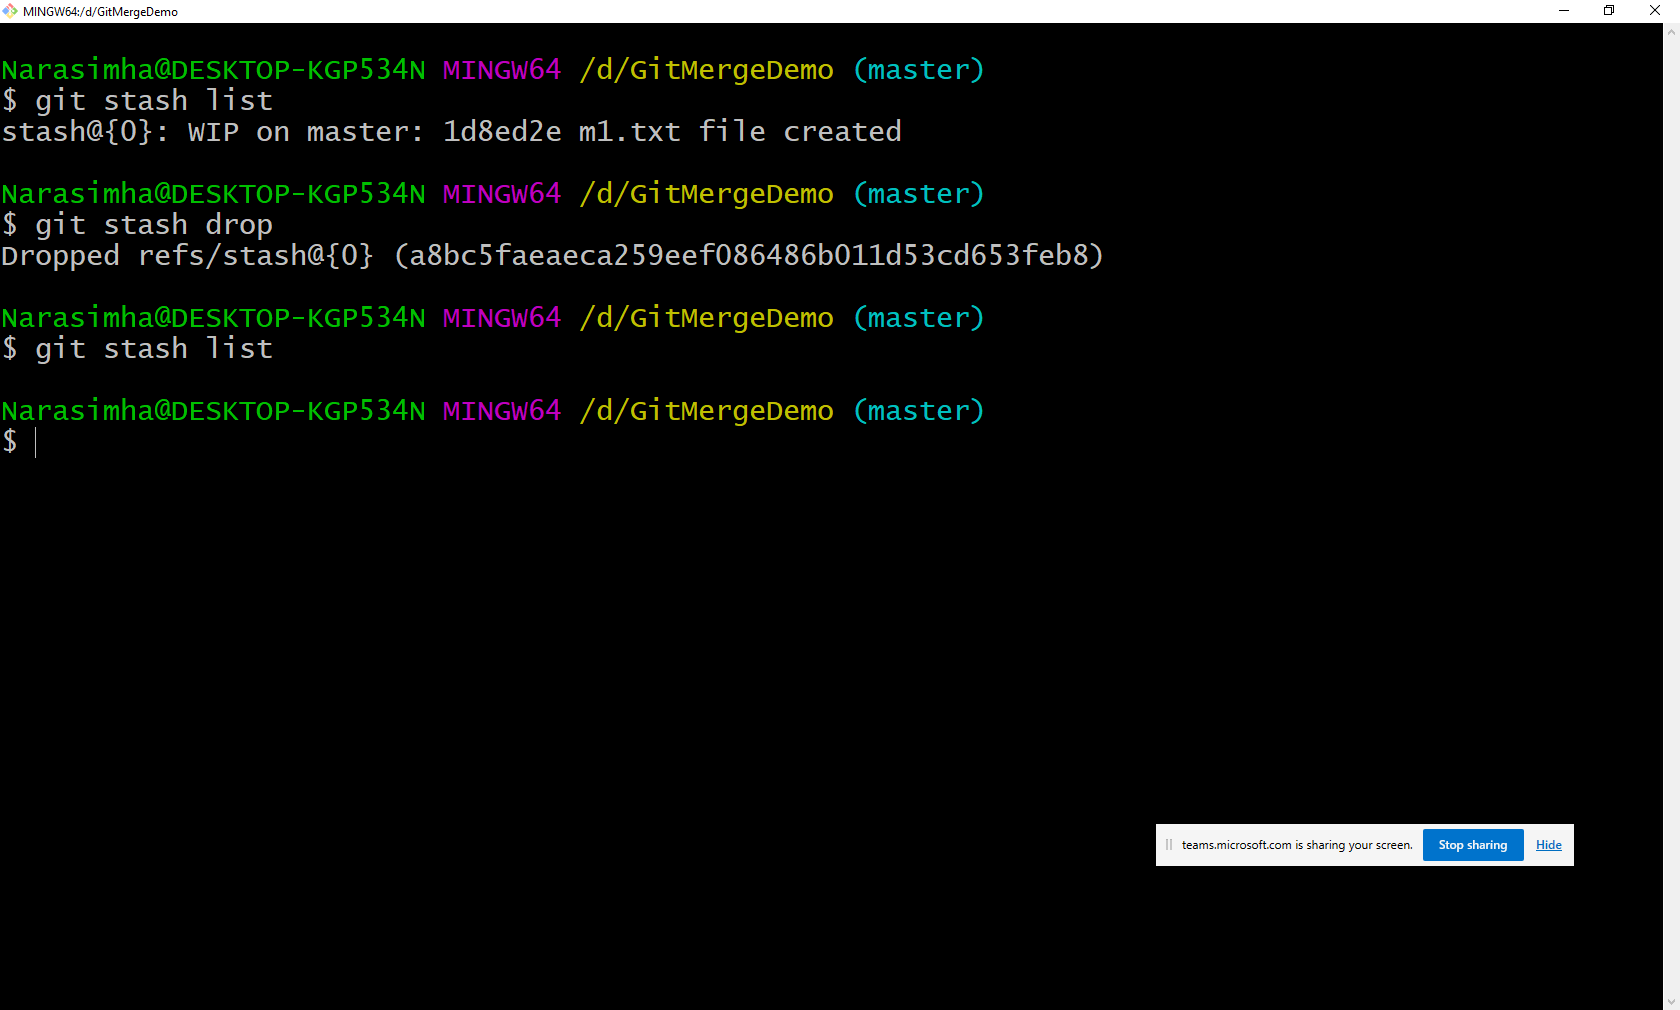 MINGW64:/d/GitMergeDemo
Narasimha@DESKTOP-KGP534N MINGW64 /d/GitMergeDemo (master)
$ git stash list
stash@{0}: WIP on master: 1d8ed2e m1.txt file created
Narasimha@DESKTOP-KGP534N MINGW64 /d/GitMergeDemo (master)
$ git stash drop
Dropped refs/stash@{0} (a8bc5faeaeca259eef086486b011d53cd653feb8)
Narasimha@DESKTOP-KGP534N MINGW64 /d/GitMergeDemo (master)
$ git stash list
Narasimha@DESKTOP-KGP534N MINGW64 /d/GitMergeDemo (master)
$
teams.microsoft.com is sharing your screen. Stop sharing Hide